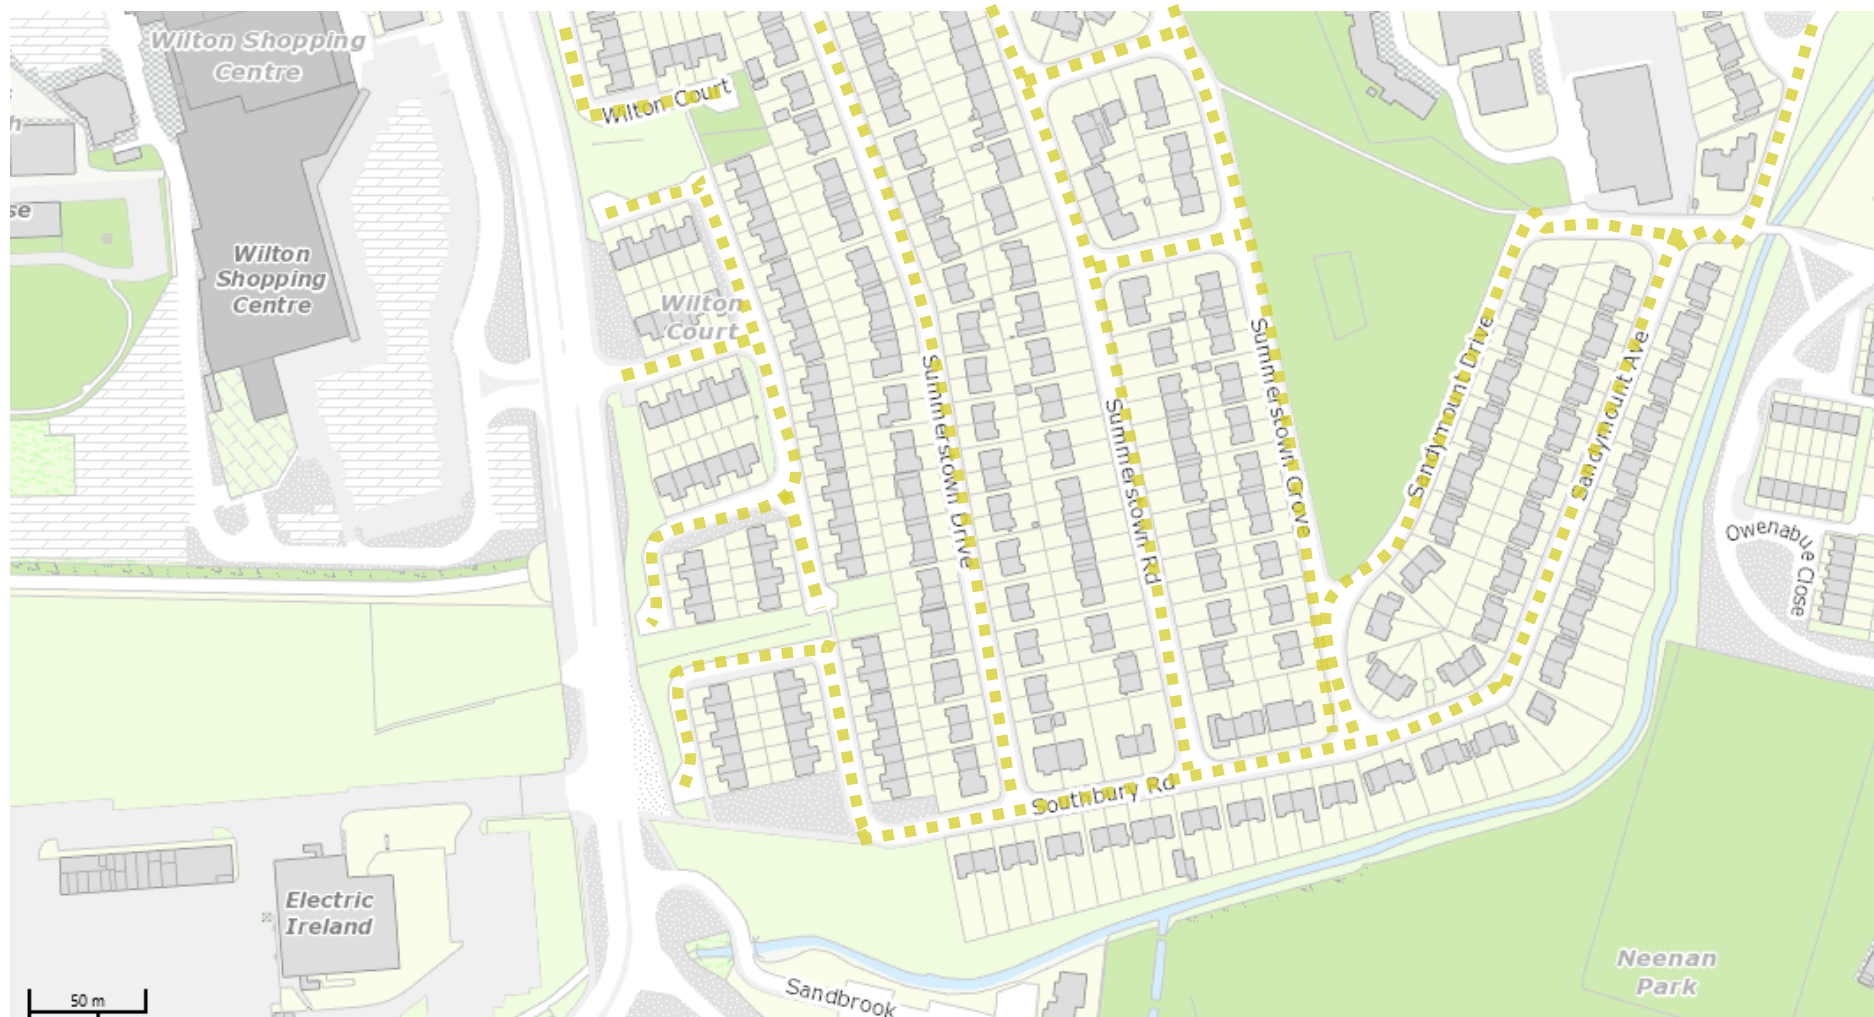 Wilton Shopping
Centre
Wilton Court
h
se
Wilton
Shopping
Centre
Wilton
Court
Summerstown Drive
Summerstown Rd
Summerstown Grove
Sandymount Drive
Sandymount Ave
Owenabue Close
Southbury Rd
Electric
Ireland
Neenan
Park
Sandbrook
50 m